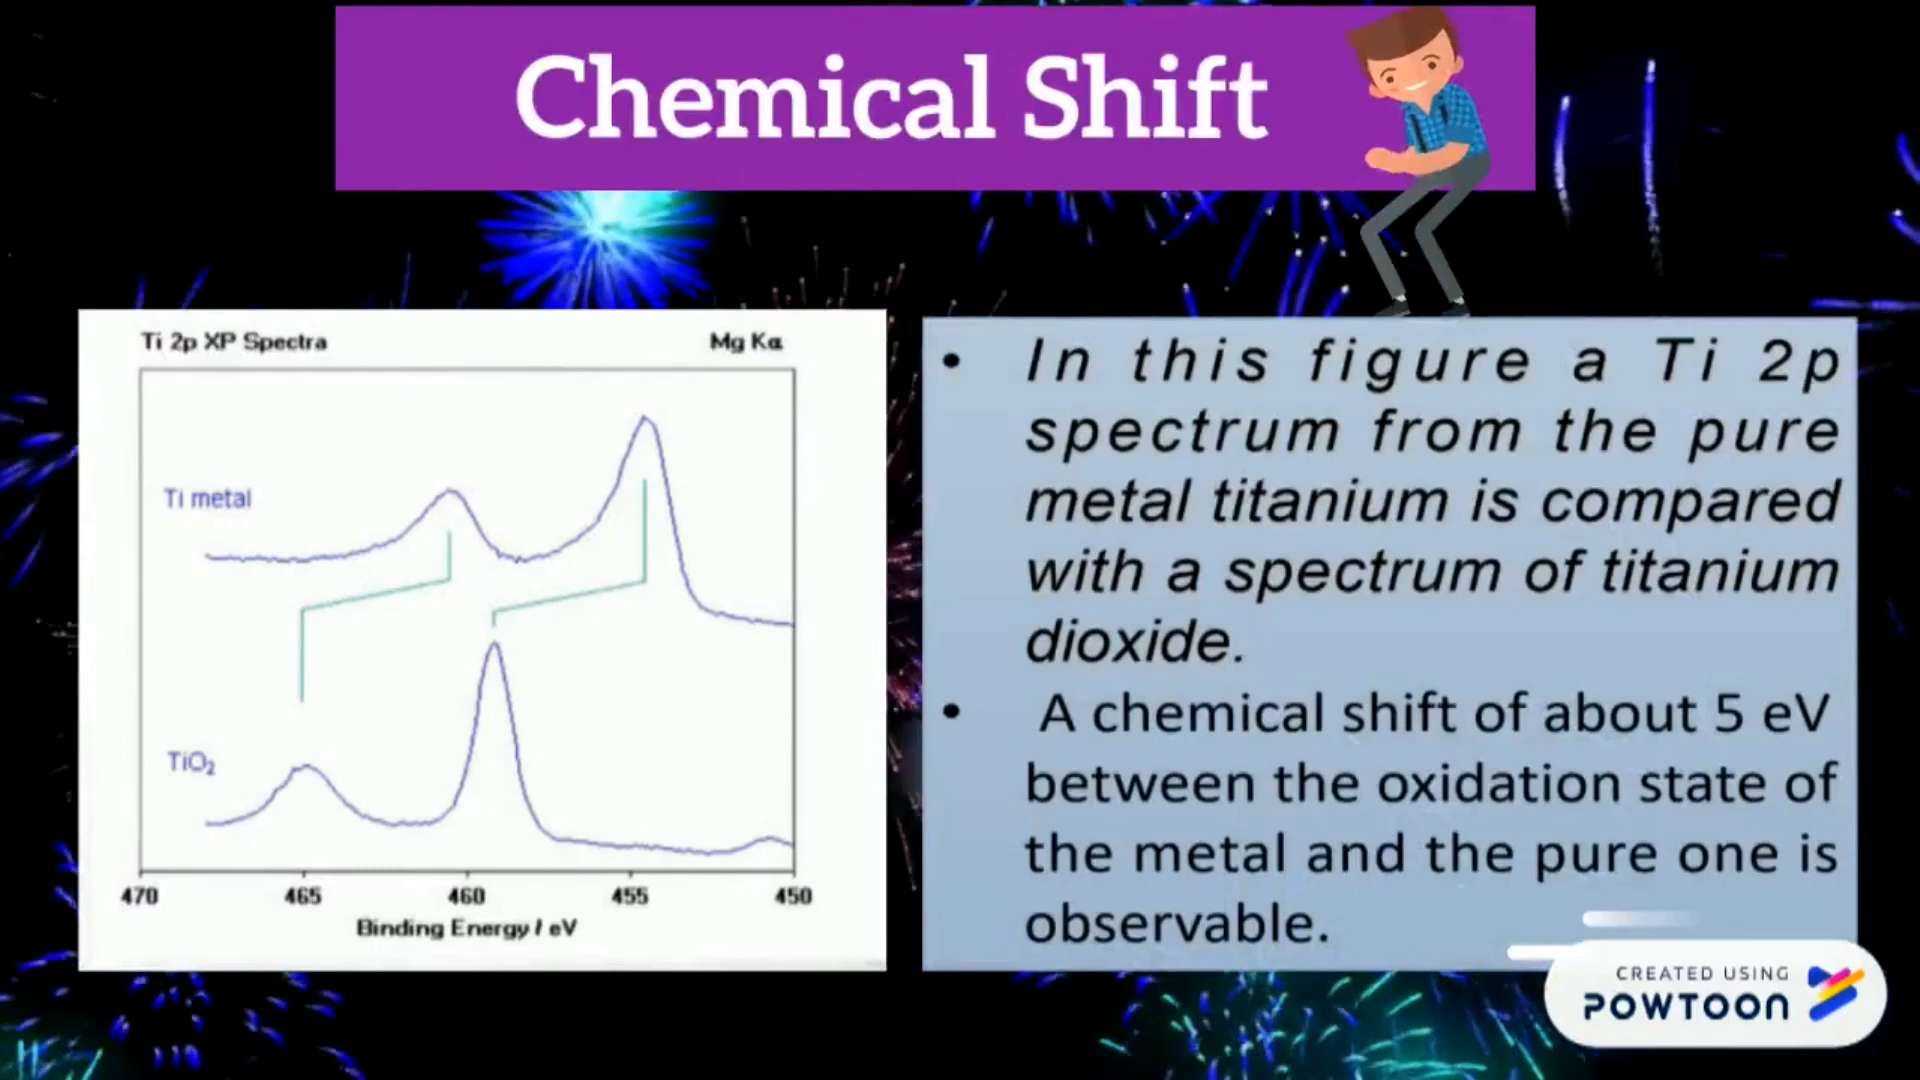 Chemical Shift
Ti 2p XP Spectra
Mg Kα
Ti metal
TiO₂
470 465 460 455 450
Binding Energy / eV
• In this figure a Ti 2p
spectrum from the pure
metal titanium is compared
with a spectrum of titanium
dioxide.
• A chemical shift of about 5 eV
between the oxidation state of
the metal and the pure one is
observable.
CREATED USING
POWTOON